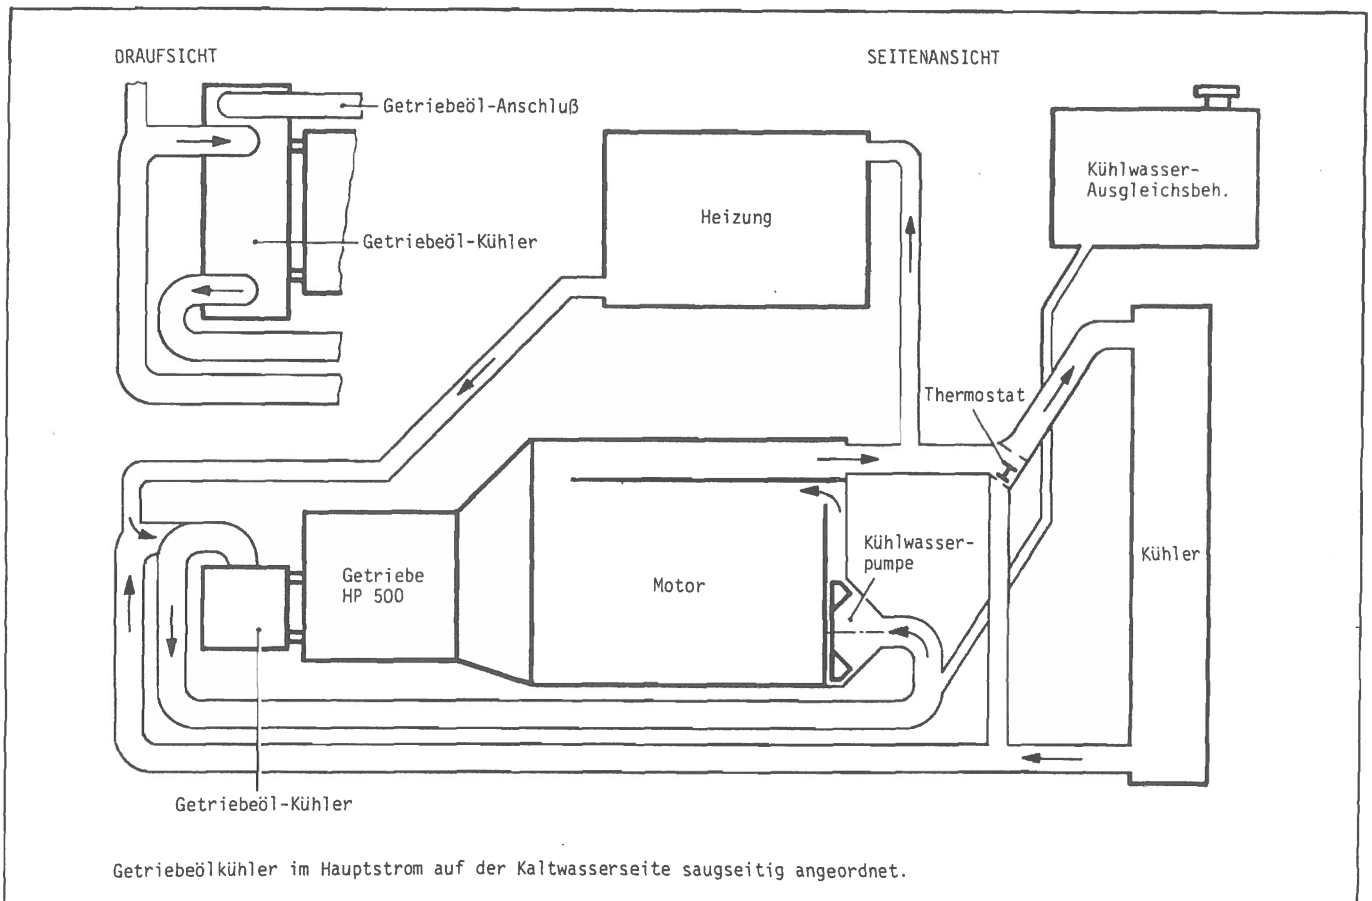 DRAUFSICHT
SEITENANSICHT
Getriebeöl-Anschluß
Kühlwasser-
Ausgleichsbeh.
Heizung
Getriebeöl-Kühler
Thermostat
Kühlwasser-
pumpe
Kühler
Getriebe
HP 500
Motor
Getriebeöl-Kühler
Getriebeölkühler im Hauptstrom auf der Kaltwasserseite saugseitig angeordnet.